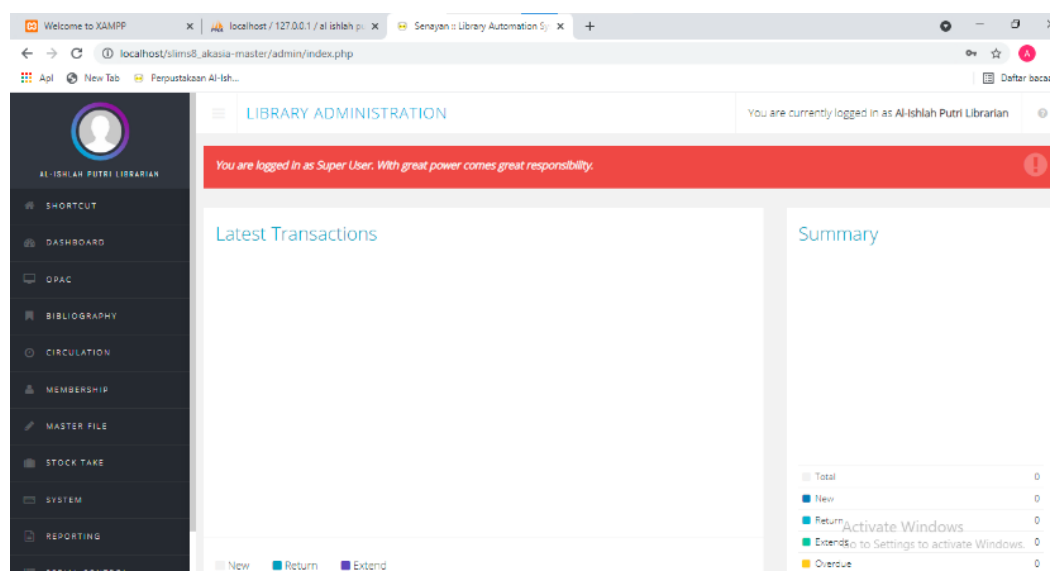 Welcome to XAMPP
localhost / 127.0.0.1 / al ishlah pu
Senayan :: Library Automation Sy
localhost/slims8_akasia-master/admin/index.php
A
Apl
New Tab
Perpustakaan Al-Ish...
Daftar bacaa
LIBRARY ADMINISTRATION
You are currently logged in as Al-Ishlah Putri Librarian
You are logged in as Super User. With great power comes great responsibility.
AL-ISHLAH PUTRI LIBRARIAN
SHORTCUT
DASHBOARD
OPAC
BIBLIOGRAPHY
CIRCULATION
MEMBERSHIP
MASTER FILE
STOCK TAKE
SYSTEM
REPORTING
Latest Transactions
New Return Extend
Summary
Total 0
New 0
Return 0
Extends 0
Overdue 0
Activate Windows
Go to Settings to activate Windows.